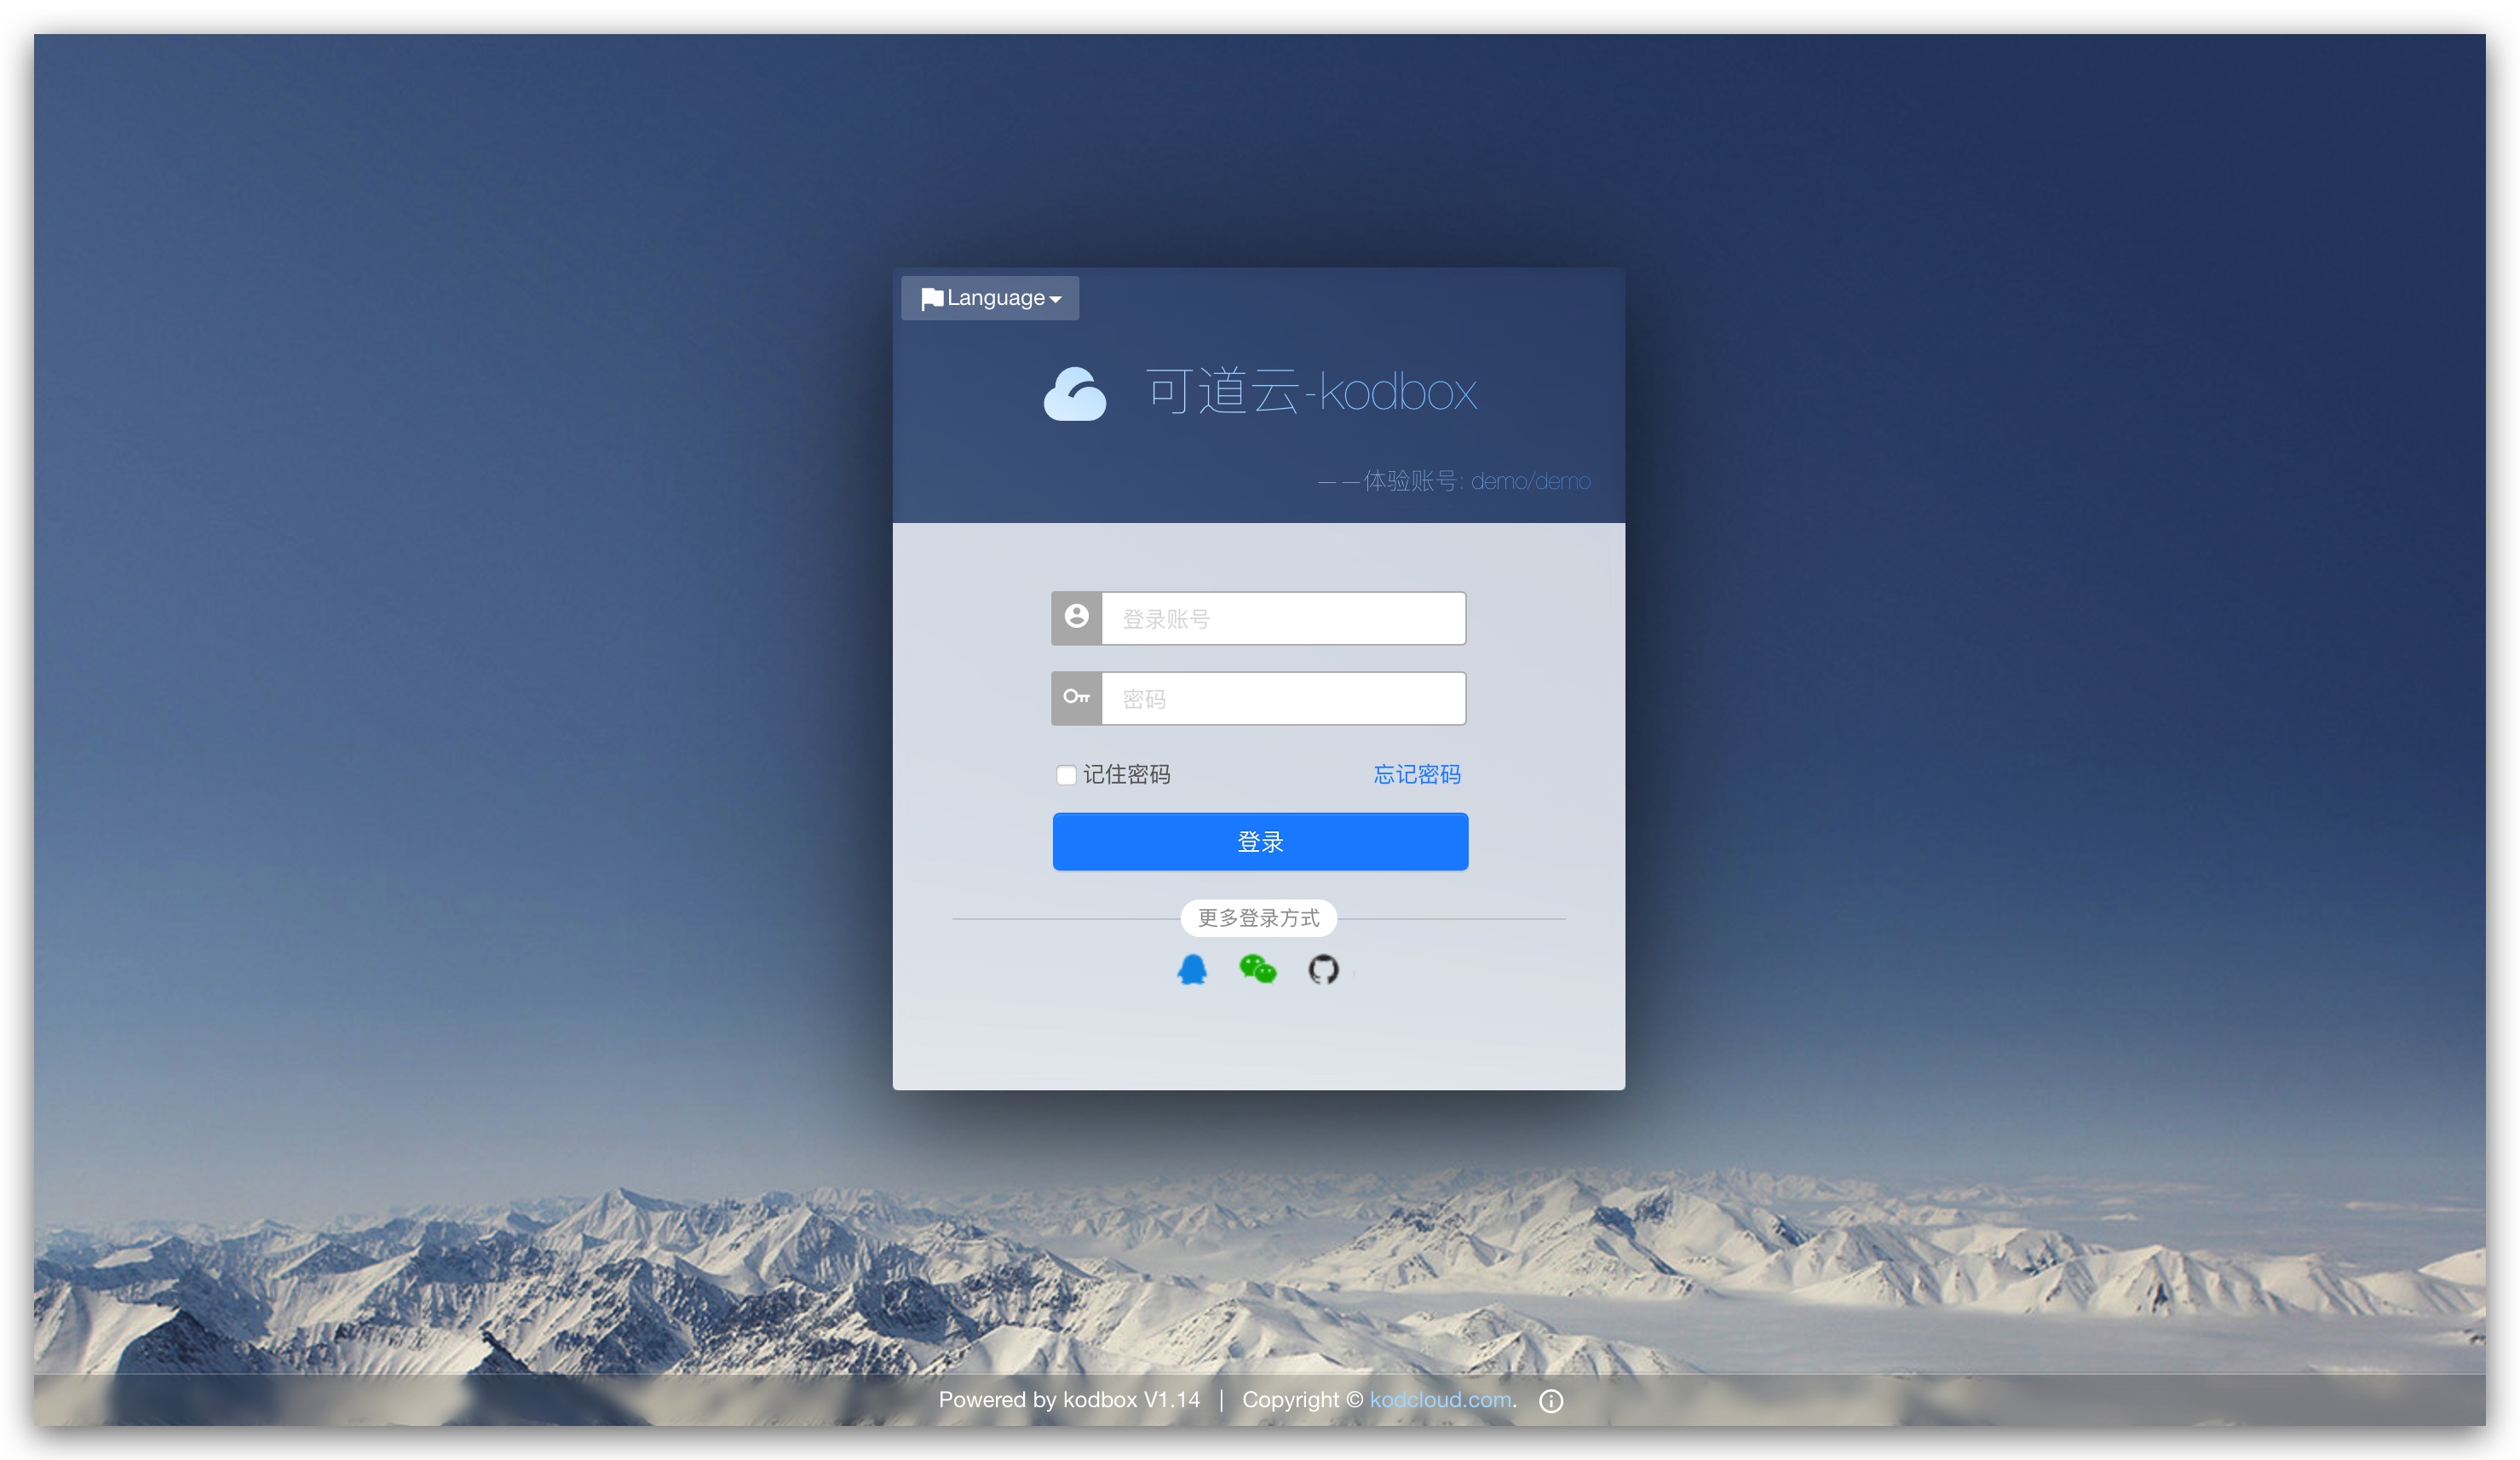 Language
可道云-kodbox
——体验账号: demo/demo
登录账号
密码
记住密码 忘记密码
登录
更多登录方式
Powered by kodbox V1.14 | Copyright © kodcloud.com.